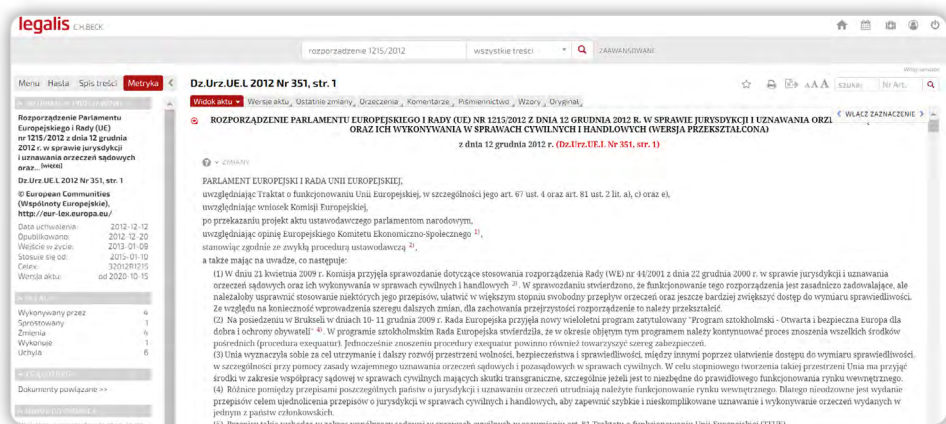 legalis C.H.BECK
rozporządzenie 1215/2012
wszystkie treści
ZAAWANSOWANE
Menu Hasła Spis treści Metryka
Rozporządzenie Parlamentu
Europejskiego i Rady (UE)
nr 1215/2012 z dnia 12 grudnia
2012 r. w sprawie jurysdykcji
i uznawania orzeczeń sądowych
oraz... [więcej]
Dz.Urz.UE.L 2012 Nr 351, str. 1
© European Communities
(Wspólnoty Europejskie),
http://eur-lex.europa.eu/
Data uchwalenia: 2012-12-12
Opublikowano: 2012-12-20
Wejście w życie: 2013-01-09
Stosuje się od: 2015-01-10
Celex: 32012R1215
Wersja aktu: od 2020-10-15
Wykonywany przez 4
Sprostowany 1
Zmienia 4
Wykonuje 1
Uchyla 6
Dokumenty powiązane >>
Dz.Urz.UE.L 2012 Nr 351, str. 1
AAA szukaj Nr Art.
Widok aktu Wersje aktu Ostatnie zmiany Orzeczenia Komentarze Piśmiennictwo Wzory Oryginał
WŁĄCZ ZAZNACZENIE
ROZPORZĄDZENIE PARLAMENTU EUROPEJSKIEGO I RADY (UE) NR 1215/2012 Z DNIA 12 GRUDNIA 2012 R. W SPRAWIE JURYSDYKCJI I UZNAWANIA ORZE
ORAZ ICH WYKONYWANIA W SPRAWACH CYWILNYCH I HANDLOWYCH (WERSJA PRZEKSZTAŁCONA)
z dnia 12 grudnia 2012 r. (Dz.Urz.UE.L Nr 351, str. 1)
ZMIANY
PARLAMENT EUROPEJSKI I RADA UNII EUROPEJSKIEJ,
uwzględniając Traktat o funkcjonowaniu Unii Europejskiej, w szczególności jego art. 67 ust. 4 oraz art. 81 ust. 2 lit. a), c) oraz e),
uwzględniając wniosek Komisji Europejskiej,
po przekazaniu projekt aktu ustawodawczego parlamentom narodowym,
uwzględniając opinię Europejskiego Komitetu Ekonomiczno-Społecznego 1),
stanowiąc zgodnie ze zwykłą procedurą ustawodawczą 2),
a także mając na uwadze, co następuje:
(1) W dniu 21 kwietnia 2009 r. Komisja przyjęła sprawozdanie dotyczące stosowania rozporządzenia Rady (WE) nr 44/2001 z dnia 22 grudnia 2000 r. w sprawie jurysdykcji i uznawania
orzeczeń sądowych oraz ich wykonywania w sprawach cywilnych i handlowych 3). W sprawozdaniu stwierdzono, że funkcjonowanie tego rozporządzenia jest zasadniczo zadowalające, ale
należałoby usprawnić stosowanie niektórych jego przepisów, ułatwić w większym stopniu swobodny przepływ orzeczeń oraz jeszcze bardziej zwiększyć dostęp do wymiaru sprawiedliwości.
Ze względu na konieczność wprowadzenia szeregu dalszych zmian, dla zachowania przejrzystości rozporządzenie to należy przekształcić.
(2) Na posiedzeniu w Brukseli w dniach 10- 11 grudnia 2009 r. Rada Europejska przyjęła nowy wieloletni program zatytułowany "Program sztokholmski - Otwarta i bezpieczna Europa dla
dobra i ochrony obywateli" 4). W programie sztokholmskim Rada Europejska stwierdziła, że w okresie objętym tym programem należy kontynuować proces znoszenia wszelkich środków
pośrednich (procedura exequatur). Jednocześnie znoszeniu procedury exequatur powinno również towarzyszyć szereg zabezpieczeń.
(3) Unia wyznaczyła sobie za cel utrzymanie i dalszy rozwój przestrzeni wolności, bezpieczeństwa i sprawiedliwości, między innymi poprzez ułatwienie dostępu do wymiaru sprawiedliwości,
w szczególności przy pomocy zasady wzajemnego uznawania orzeczeń sądowych i pozasądowych w sprawach cywilnych. W celu stopniowego tworzenia takiej przestrzeni Unia ma przyjąć
środki w zakresie współpracy sądowej w sprawach cywilnych mających skutki transgraniczne, szczególnie jeżeli jest to niezbędne do prawidłowego funkcjonowania rynku wewnętrznego.
(4) Różnice pomiędzy przepisami poszczególnych państw o jurysdykcji i uznawaniu orzeczeń utrudniają należyte funkcjonowanie rynku wewnętrznego. Dlatego nieodzowne jest wydanie
przepisów celem ujednolicenia przepisów o jurysdykcji w sprawach cywilnych i handlowych, aby zapewnić szybkie i nieskomplikowane uznawanie i wykonywanie orzeczeń wydanych w
jednym z państw członkowskich.